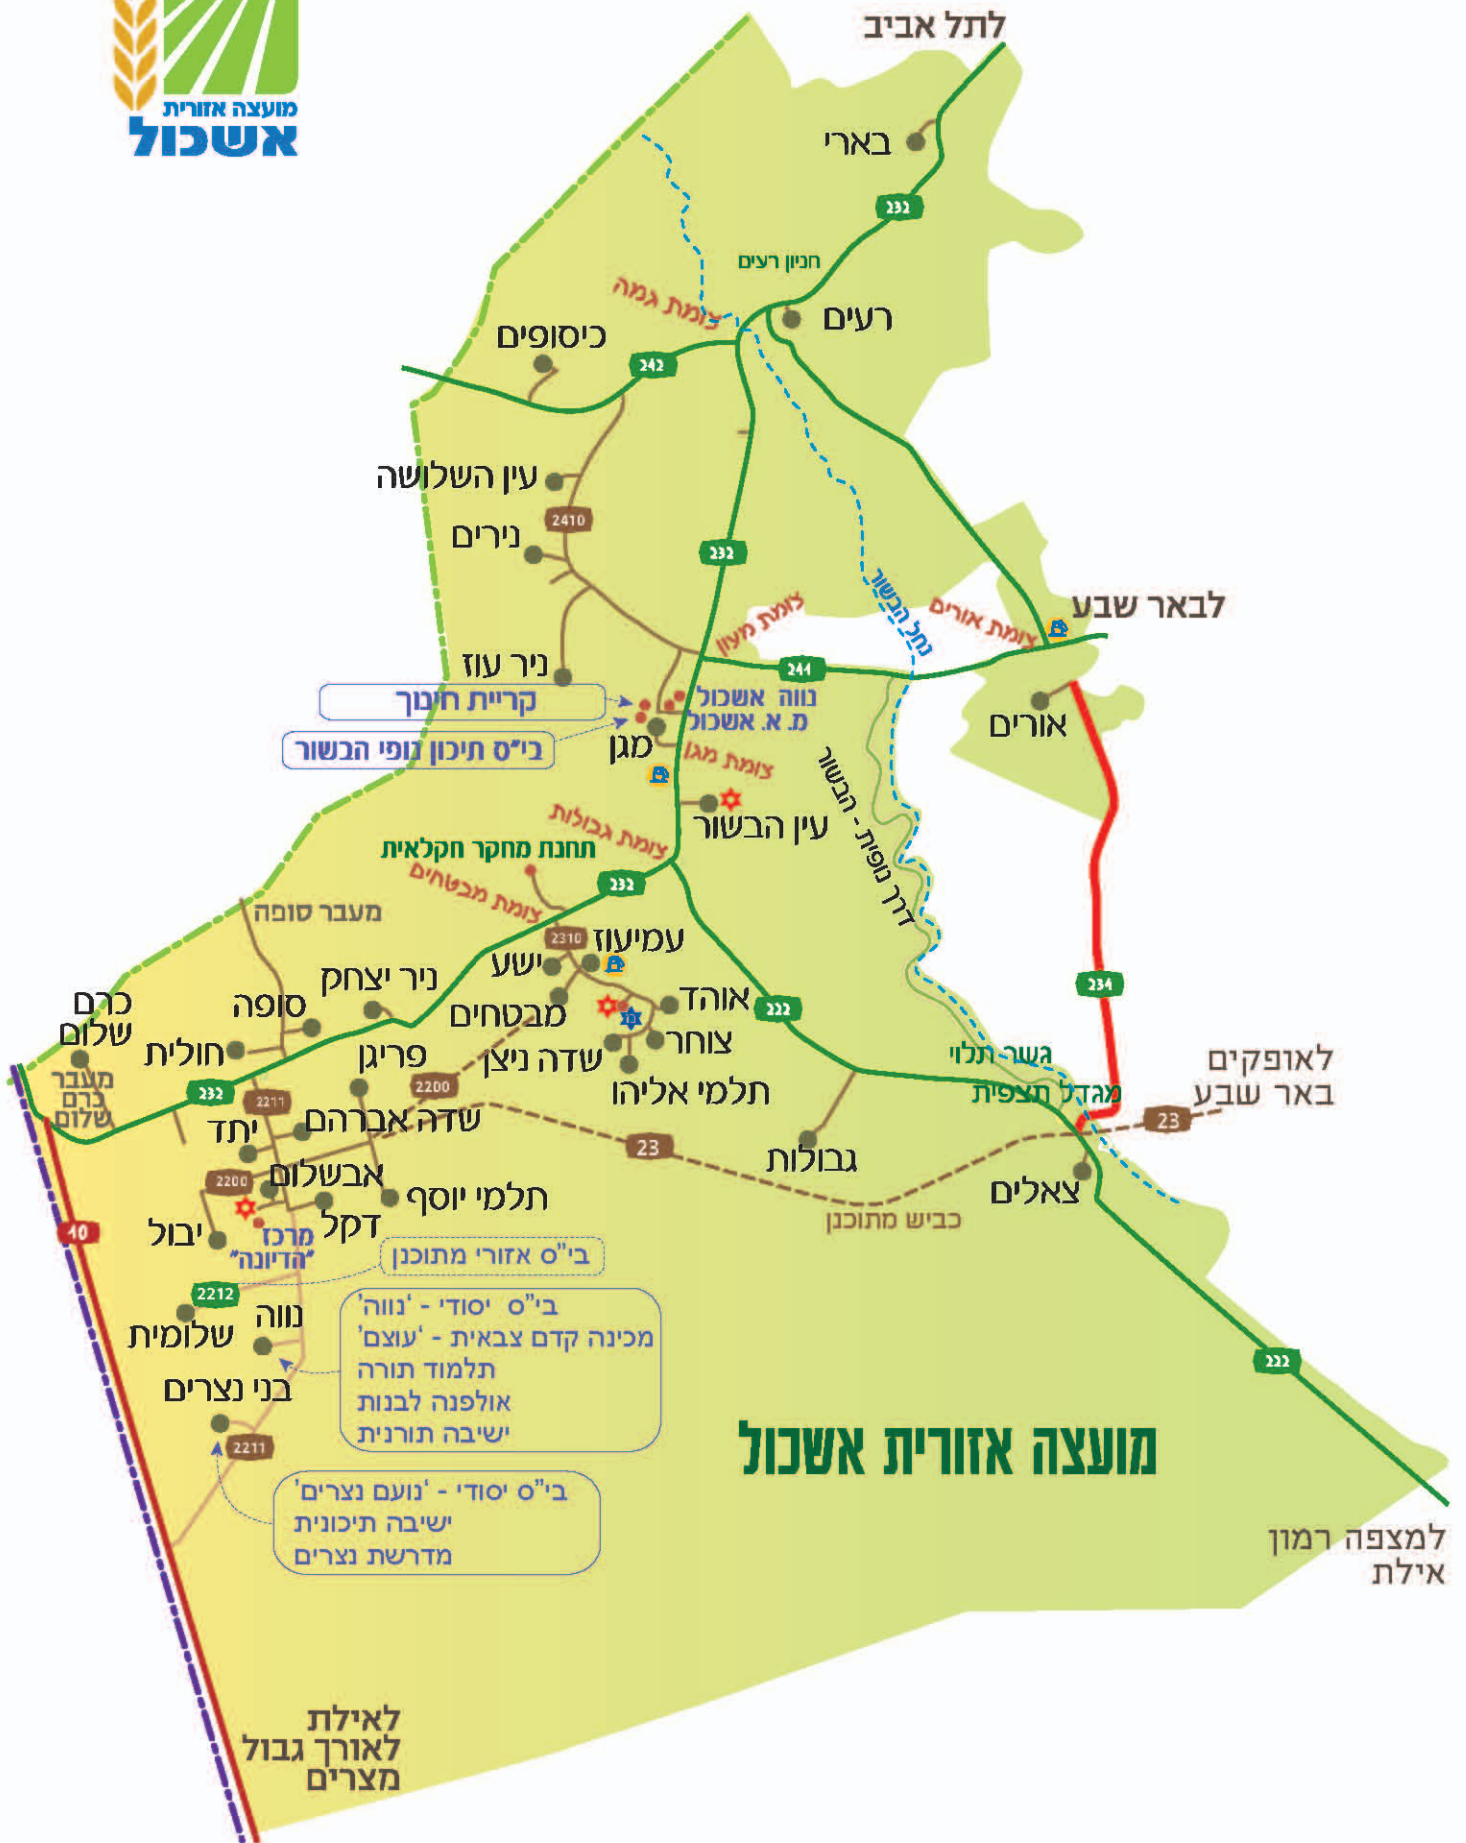 לתל אביב
מועצה אזורית
אשכול
בארי
232
חניון רעים
צומת גמה
רעים
כיסופים
242
עין השלושה
2410
נירים
232
נחל הבשור
צומת מעון
צומת אורים
לבאר שבע
ניר עוז
241
קריית חינוך
נווה אשכול
מ. א. אשכול
אורים
בי"ס תיכון נופי הבשור
מגן
צומת מגן
דרך נופית - הבשור
עין הבשור
צומת גבולות
תחנת מחקר חקלאית
232
צומת מבטחים
מעבר סופה
2310
עמיעוז
ישע
ניר יצחק
234
כרם
שלום
סופה
מבטחים
אוהד
222
חולית
פריגן
שדה ניצן
צוחר
גשר תלוי
לאופקים
באר שבע
מעבר
כרם
שלום
232
2211
2200
תלמי אליהו
מגדל תצפית
יתד
שדה אברהם
23
23
גבולות
2200
אבשלום
תלמי יוסף
צאלים
40
יבול
דקל
כביש מתוכנן
מרכז
"הדיונה"
בי"ס אזורי מתוכנן
2212
נווה
שלומית
בי"ס יסודי - 'נווה'
מכינה קדם צבאית - 'עוצם'
תלמוד תורה
אולפנה לבנות
ישיבה תורנית
222
בני נצרים
2211
מועצה אזורית אשכול
בי"ס יסודי - 'נועם נצרים'
ישיבה תיכונית
מדרשת נצרים
למצפה רמון
אילת
לאילת
לאורך גבול
מצרים